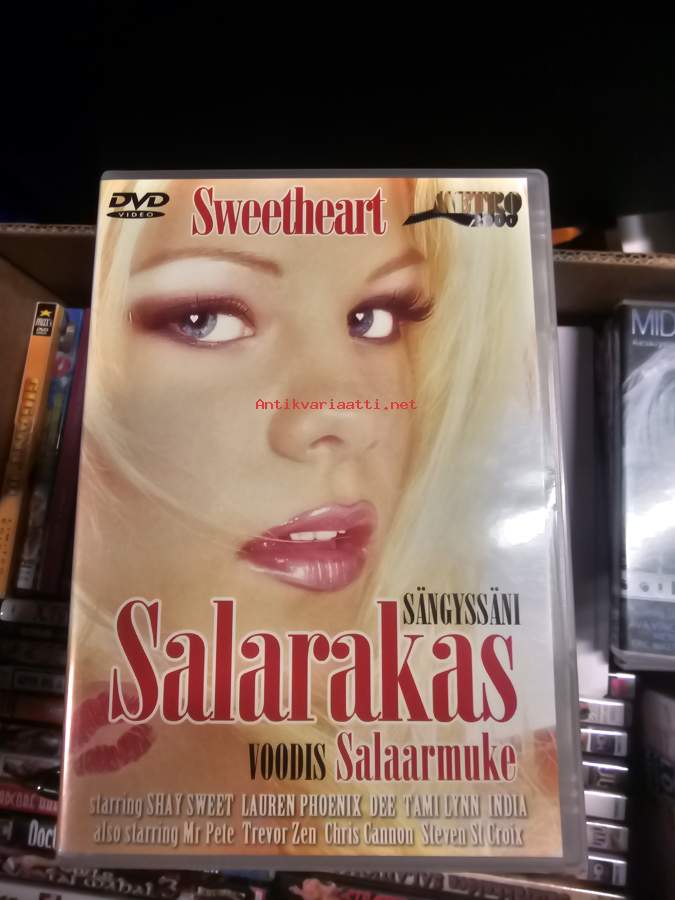 DVD
VIDEO
Sweetheart
METRO
2000
Antikvariaatti.net
MID
SÄNGYSSÄNI
Salarakas
VOODIS Salaarmuke
starring SHAY SWEET LAUREN PHOENIX DEE TAMI LYNN INDIA
also starring Mr Pete Trevor Zen Chris Cannon Steven St Croix